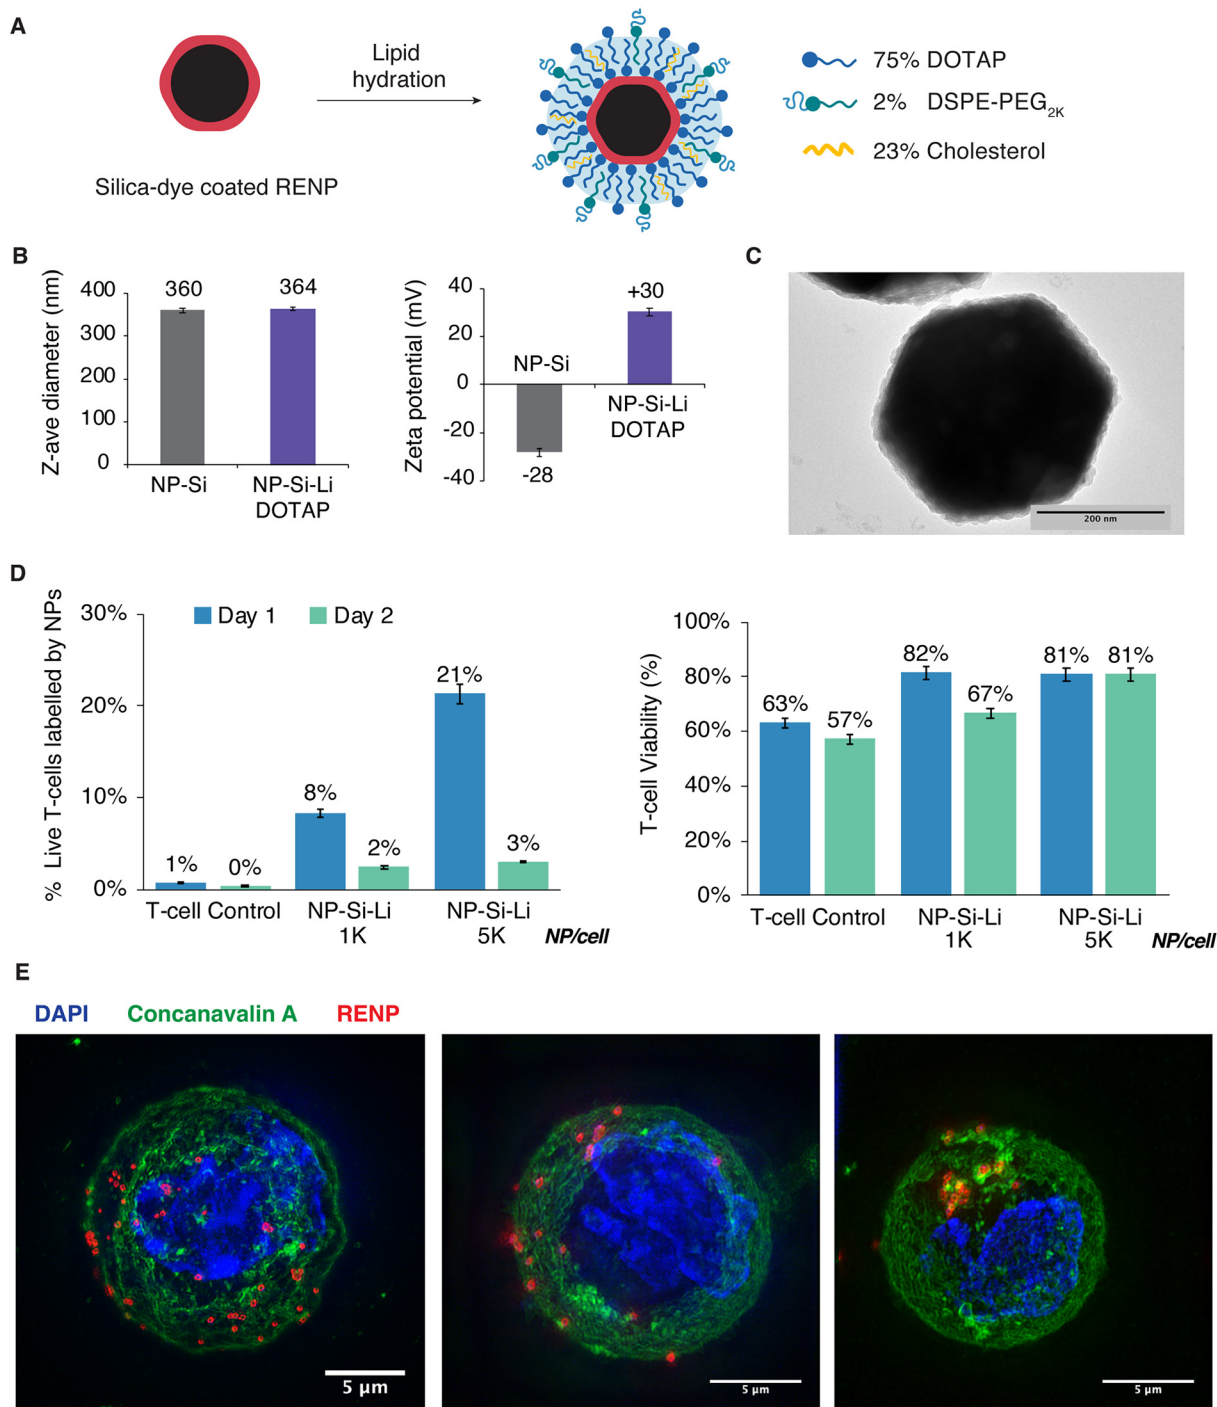 A
Lipid
hydration
Silica-dye coated RENP
75% DOTAP
2% DSPE-PEG2K
23% Cholesterol
B
Z-ave diameter (nm)
400
300
200
100
0
360
364
NP-Si
NP-Si-Li
DOTAP
Zeta potential (mV)
40
20
0
-20
-40
+30
NP-Si
NP-Si-Li
DOTAP
-28
C
200 nm
D
% Live T-cells labelled by NPs
30%
20%
10%
0%
Day 1
Day 2
1%
0%
8%
2%
21%
3%
T-cell Control
NP-Si-Li
1K
NP-Si-Li
5K
NP/cell
T-cell Viability (%)
100%
80%
60%
40%
20%
0%
63%
57%
82%
67%
81%
81%
T-cell Control
NP-Si-Li
1K
NP-Si-Li
5K
NP/cell
E
DAPI
Concanavalin A
RENP
5 µm
5 µm
5 µm